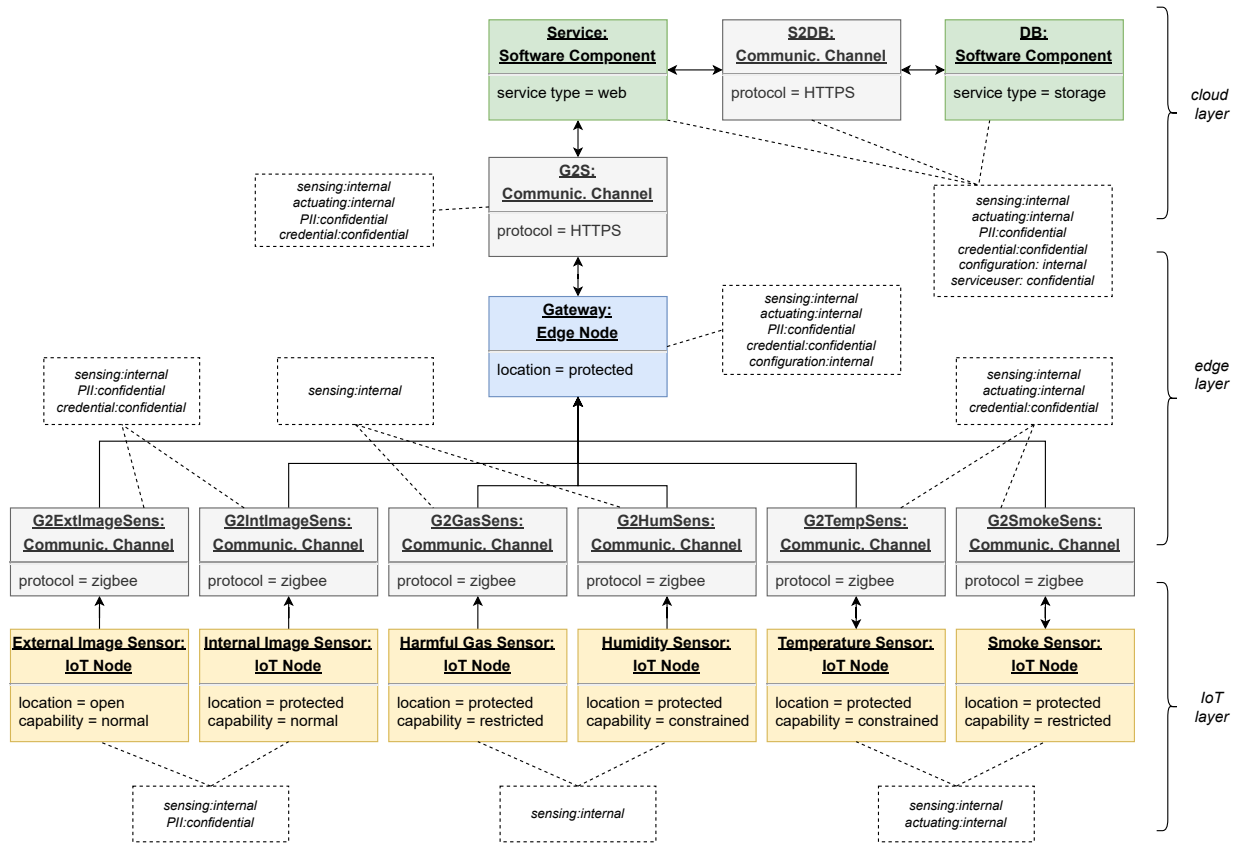 Service:
Software Component
service type = web
S2DB:
Communic. Channel
protocol = HTTPS
DB:
Software Component
service type = storage
cloud
layer
G2S:
Communic. Channel
protocol = HTTPS
sensing:internal
actuating:internal
PII:confidential
credential:confidential
sensing:internal
actuating:internal
PII:confidential
credential:confidential
configuration: internal
serviceuser: confidential
Gateway:
Edge Node
location = protected
sensing:internal
actuating:internal
PII:confidential
credential:confidential
configuration:internal
edge
layer
sensing:internal
PII:confidential
credential:confidential
sensing:internal
sensing:internal
actuating:internal
credential:confidential
G2ExtImageSens:
Communic. Channel
protocol = zigbee
G2IntImageSens:
Communic. Channel
protocol = zigbee
G2GasSens:
Communic. Channel
protocol = zigbee
G2HumSens:
Communic. Channel
protocol = zigbee
G2TempSens:
Communic. Channel
protocol = zigbee
G2SmokeSens:
Communic. Channel
protocol = zigbee
External Image Sensor:
IoT Node
location = open
capability = normal
Internal Image Sensor:
IoT Node
location = protected
capability = normal
Harmful Gas Sensor:
IoT Node
location = protected
capability = restricted
Humidity Sensor:
IoT Node
location = protected
capability = constrained
Temperature Sensor:
IoT Node
location = protected
capability = constrained
Smoke Sensor:
IoT Node
location = protected
capability = restricted
IoT
layer
sensing:internal
PII:confidential
sensing:internal
sensing:internal
actuating:internal